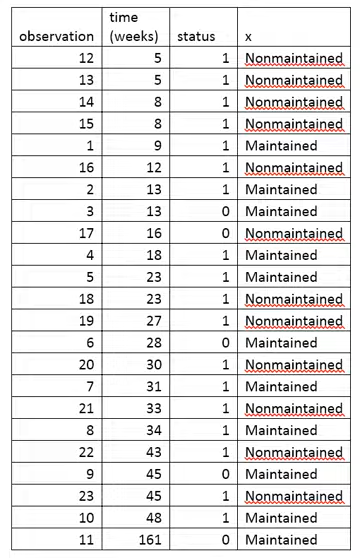 observation time (weeks) status x
12 5 1 Nonmaintained
13 5 1 Nonmaintained
14 8 1 Nonmaintained
15 8 1 Nonmaintained
1 9 1 Maintained
16 12 1 Nonmaintained
2 13 1 Maintained
3 13 0 Maintained
17 16 0 Nonmaintained
4 18 1 Maintained
5 23 1 Maintained
18 23 1 Nonmaintained
19 27 1 Nonmaintained
6 28 0 Maintained
20 30 1 Nonmaintained
7 31 1 Maintained
21 33 1 Nonmaintained
8 34 1 Maintained
22 43 1 Nonmaintained
9 45 0 Maintained
23 45 1 Nonmaintained
10 48 1 Maintained
11 161 0 Maintained